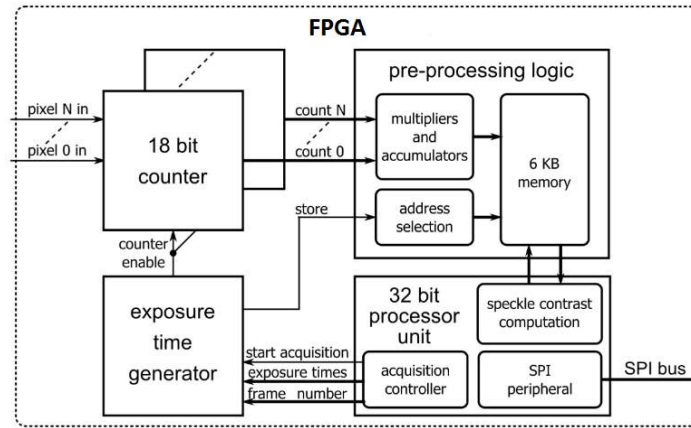 FPGA
pixel N in
pixel 0 in
18 bit
counter
count N
count 0
pre-processing logic
multipliers
and
accumulators
6 KB
memory
address
selection
store
counter
enable
exposure
time
generator
start acquisition
exposure times
frame number
32 bit
processor
unit
speckle contrast
computation
acquisition
controller
SPI
peripheral
SPI bus